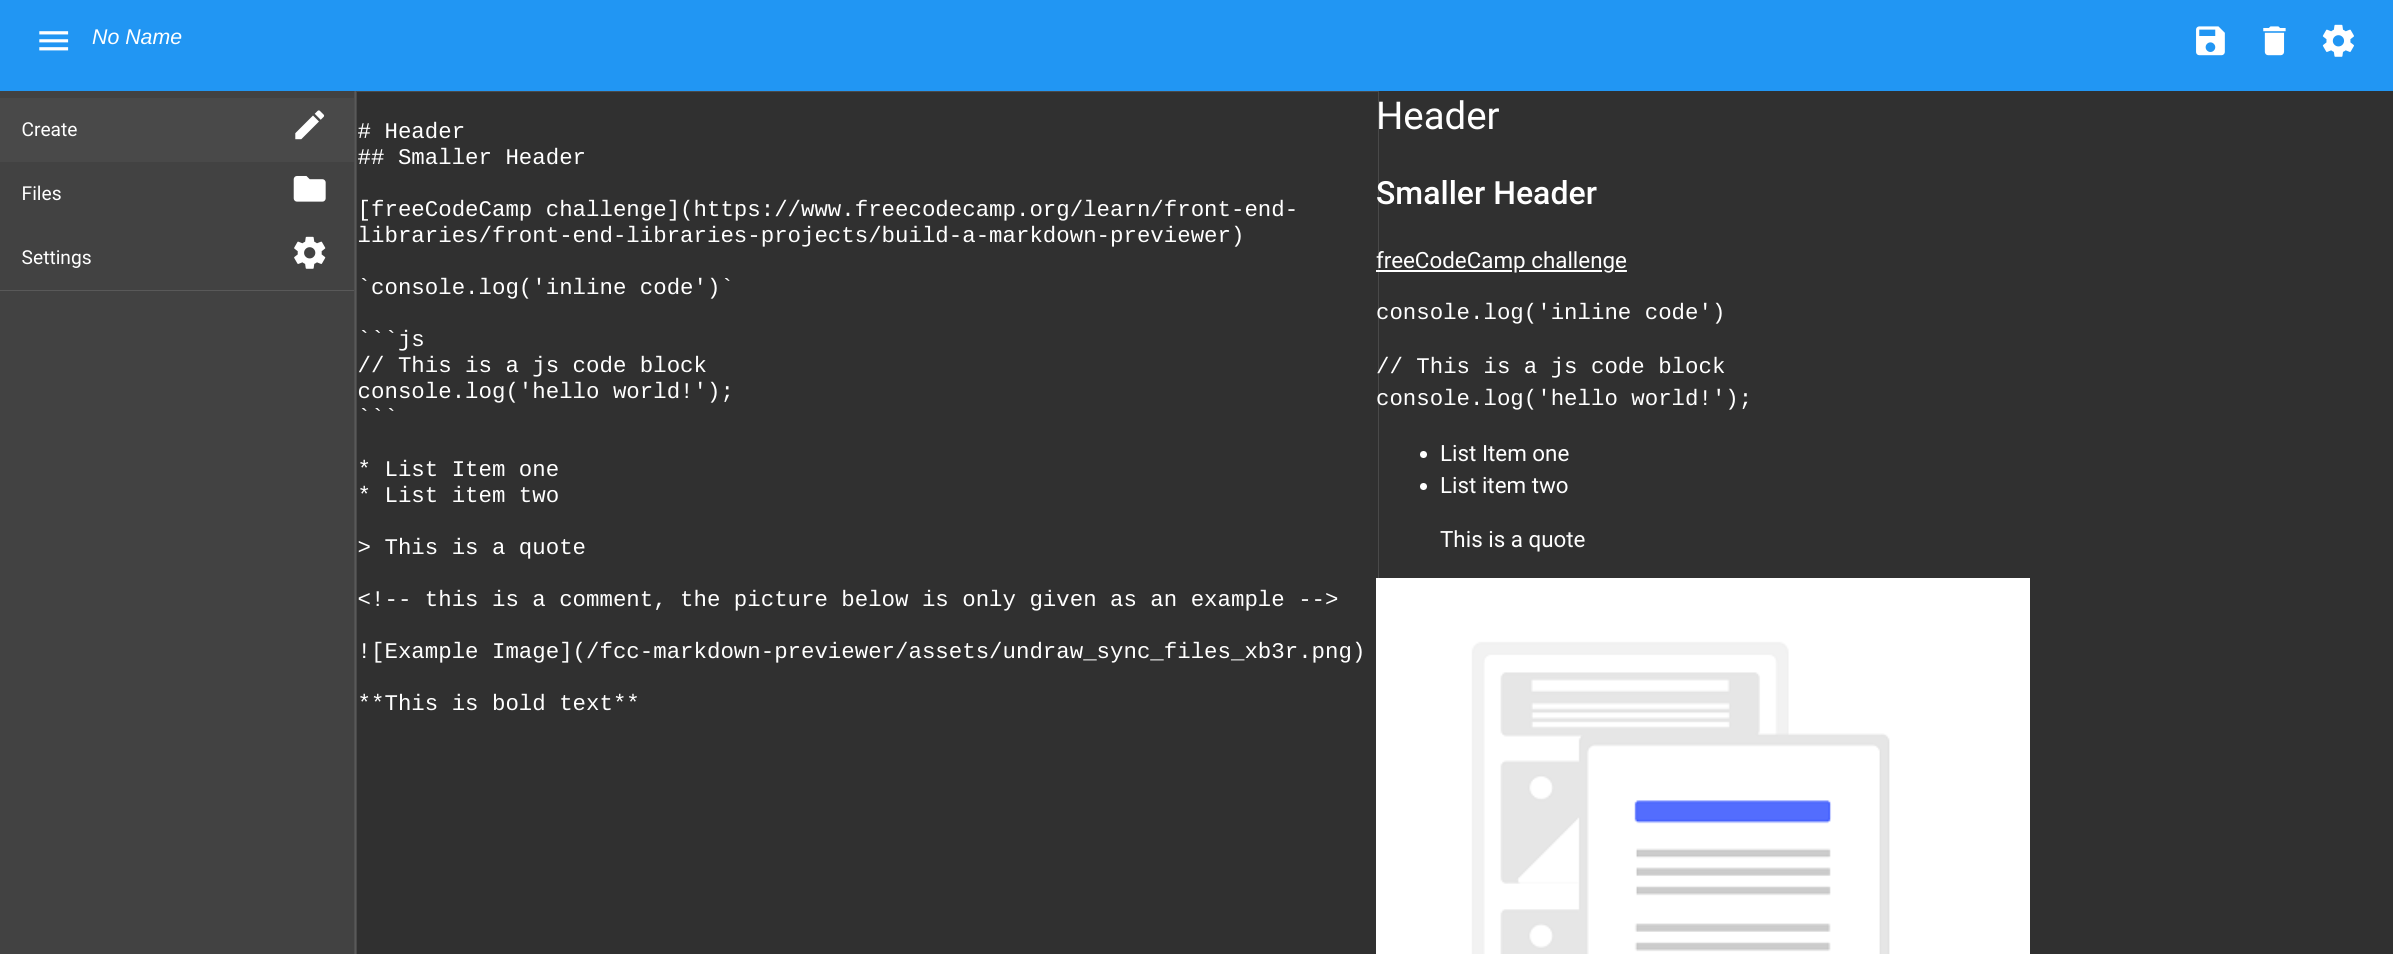 No Name
Create
Files
Settings
# Header
## Smaller Header
[freeCodeCamp challenge](https://www.freecodecamp.org/learn/front-end-
libraries/front-end-libraries-projects/build-a-markdown-previewer)
`console.log('inline code')`
```js
// This is a js code block
console.log('hello world!');
```
* List Item one
* List item two
> This is a quote
<!-- this is a comment, the picture below is only given as an example -->
![Example Image](/fcc-markdown-previewer/assets/undraw_sync_files_xb3r.png)
**This is bold text**
Header
Smaller Header
freeCodeCamp challenge
console.log('inline code')
// This is a js code block
console.log('hello world!');
• List Item one
• List item two
This is a quote